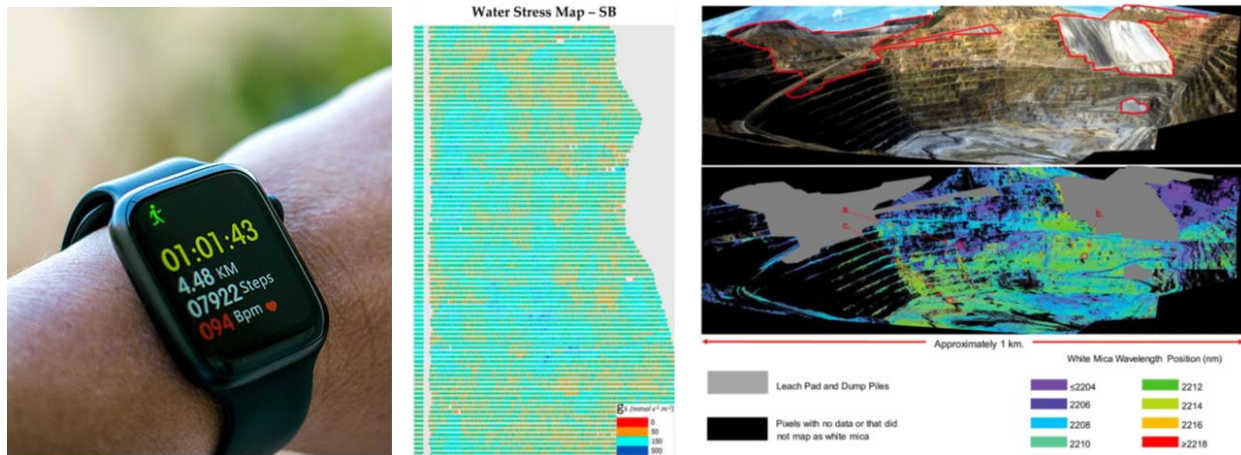 01:01:43
4.48 KM
07922 Steps
094 Bpm
Water Stress Map – SB
0
50
150
500
a.
b.
c.
Approximately 1 km.
Leach Pad and Dump Piles
Pixels with no data or that did
not map as white mica
White Mica Wavelength Position (nm)
≤2204
2206
2208
2210
2212
2214
2216
≥2218